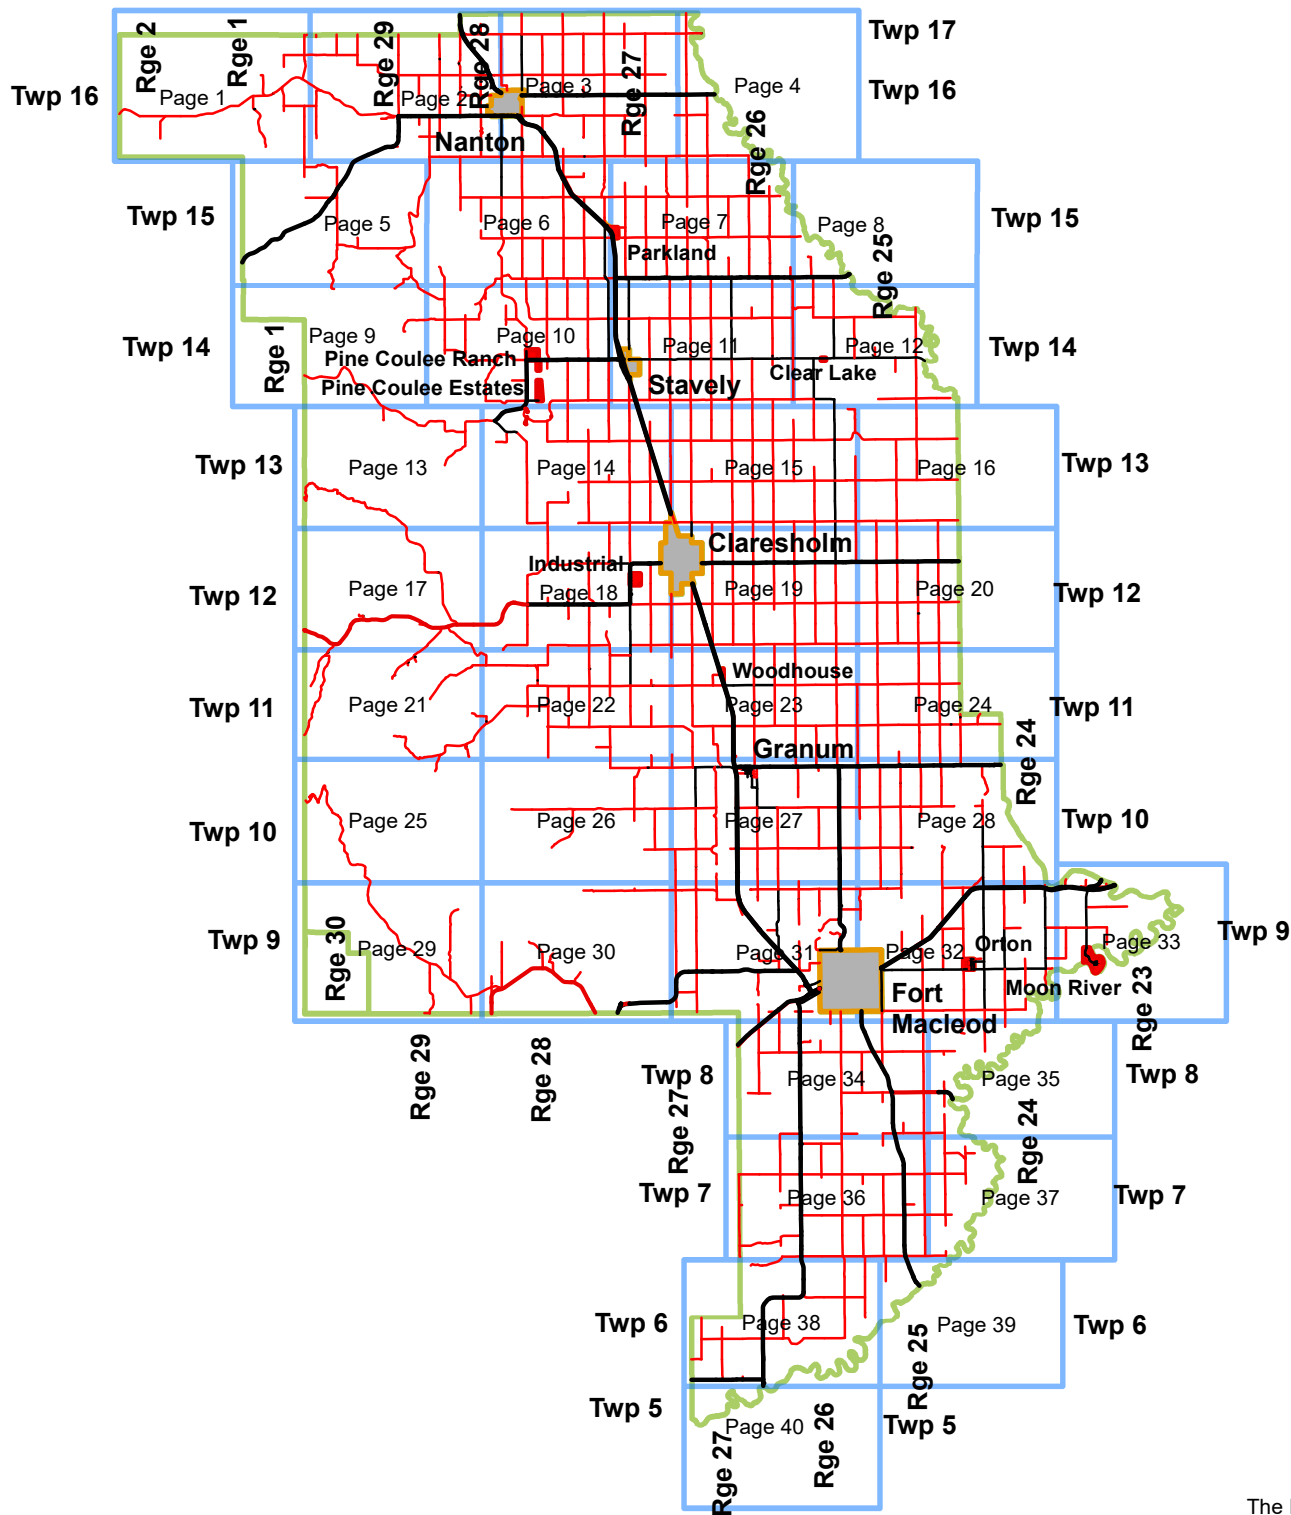 Twp 17
Rge 2
Rge 1
Rge 29
Rge 28
Rge 27
Twp 16
Page 1
Page 2
Page 3
Page 4
Twp 16
Nanton
Rge 26
Twp 15
Page 5
Page 6
Page 7
Page 8
Twp 15
Parkland
Rge 25
Twp 14
Rge 1
Page 9
Page 10
Page 11
Page 12
Twp 14
Pine Coulee Ranch
Clear Lake
Pine Coulee Estates
Stavely
Twp 13
Page 13
Page 14
Page 15
Page 16
Twp 13
Claresholm
Industrial
Twp 12
Page 17
Page 18
Page 19
Page 20
Twp 12
Woodhouse
Twp 11
Page 21
Page 22
Page 23
Page 24
Twp 11
Granum
Rge 24
Twp 10
Page 25
Page 26
Page 27
Page 28
Twp 10
Twp 9
Rge 30
Page 29
Page 30
Page 31
Page 32
Orton
Page 33
Twp 9
Moon River
Fort
Macleod
Rge 23
Rge 29
Rge 28
Twp 8
Page 34
Page 35
Twp 8
Rge 27
Rge 24
Twp 7
Page 36
Page 37
Twp 7
Twp 6
Page 38
Page 39
Twp 6
Rge 25
Twp 5
Page 40
Twp 5
Rge 27
Rge 26
The